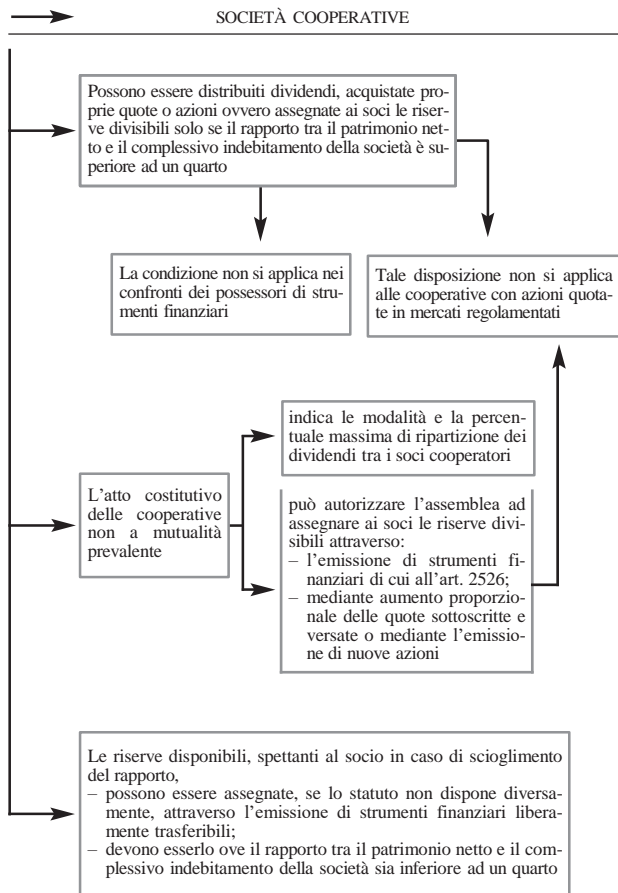 SOCIETÀ COOPERATIVE
Possono essere distribuiti dividendi, acquistate pro-
prie quote o azioni ovvero assegnate ai soci le riser-
ve divisibili solo se il rapporto tra il patrimonio net-
to e il complessivo indebitamento della società è su-
periore ad un quarto
La condizione non si applica nei
confronti dei possessori di stru-
menti finanziari
Tale disposizione non si applica
alle cooperative con azioni quota-
te in mercati regolamentati
indica le modalità e la percen-
tuale massima di ripartizione dei
dividendi tra i soci cooperatori
L'atto costitutivo
delle cooperative
non a mutualità
prevalente
può autorizzare l'assemblea ad
assegnare ai soci le riserve divi-
sibili attraverso:
– l'emissione di strumenti fi-
nanziari di cui all'art. 2526;
– mediante aumento proporzio-
nale delle quote sottoscritte e
versate o mediante l'emissio-
ne di nuove azioni
Le riserve disponibili, spettanti al socio in caso di scioglimento
del rapporto,
– possono essere assegnate, se lo statuto non dispone diversa-
mente, attraverso l'emissione di strumenti finanziari libera-
mente trasferibili;
– devono esserlo ove il rapporto tra il patrimonio netto e il com-
plessivo indebitamento della società sia inferiore ad un quarto